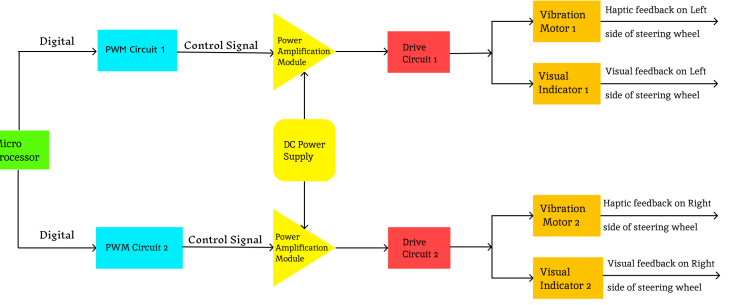 Digital
PWM Circuit 1
Control Signal
Power
Amplification
Module
Drive
Circuit 1
Vibration
Motor 1
Haptic feedback on Left
side of steering wheel
Visual
Indicator 1
Visual feedback on Left
side of steering wheel
Micro
rocessor
DC Power
Supply
Digital
PWM Circuit 2
Control Signal
Power
Amplification
Module
Drive
Circuit 2
Vibration
Motor 2
Haptic feedback on Right
side of steering wheel
Visual
Indicator 2
Visual feedback on Right
side of steering wheel